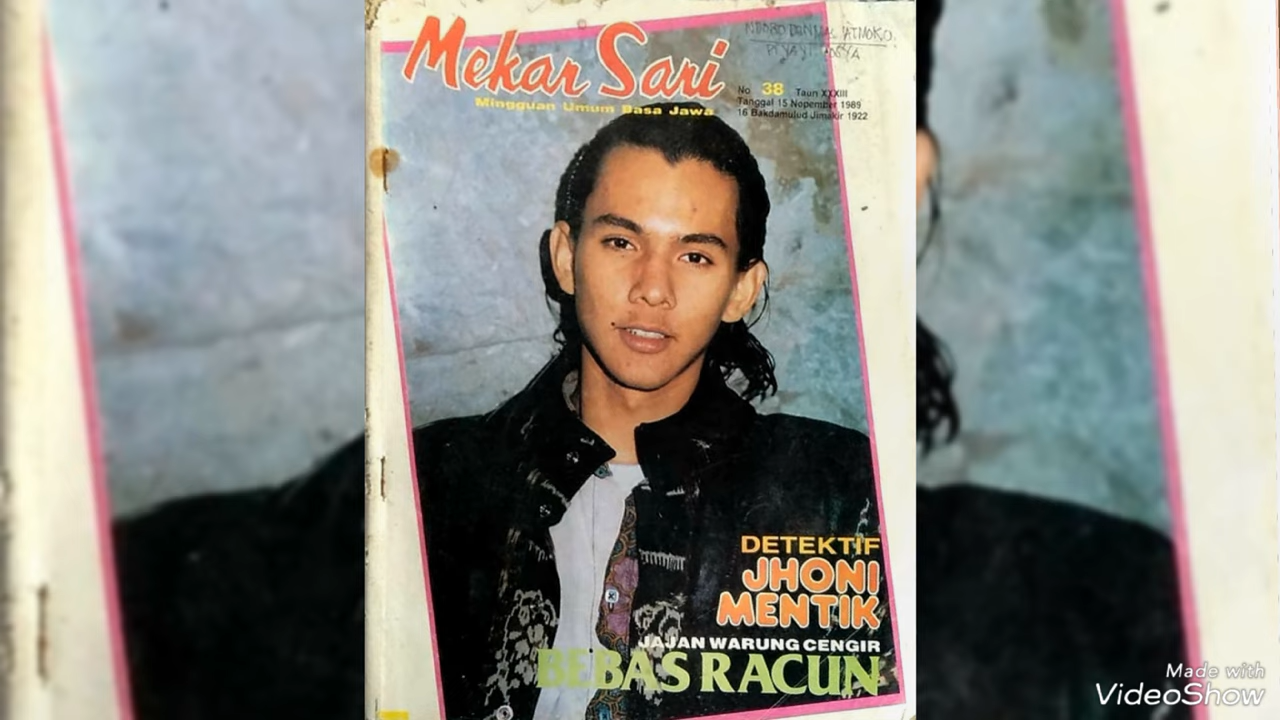 Mekar Sari
Mingguan Umum Basa Jawa
No 38 Taun XXXIII
Tanggal 15 Nopember 1989
16 Bakdamulud Jimakir 1922
DETEKTIF
JHONI
MENTIK
JAJAN WARUNG CENGIR
BEBAS RACUN
Made with
VideoShow